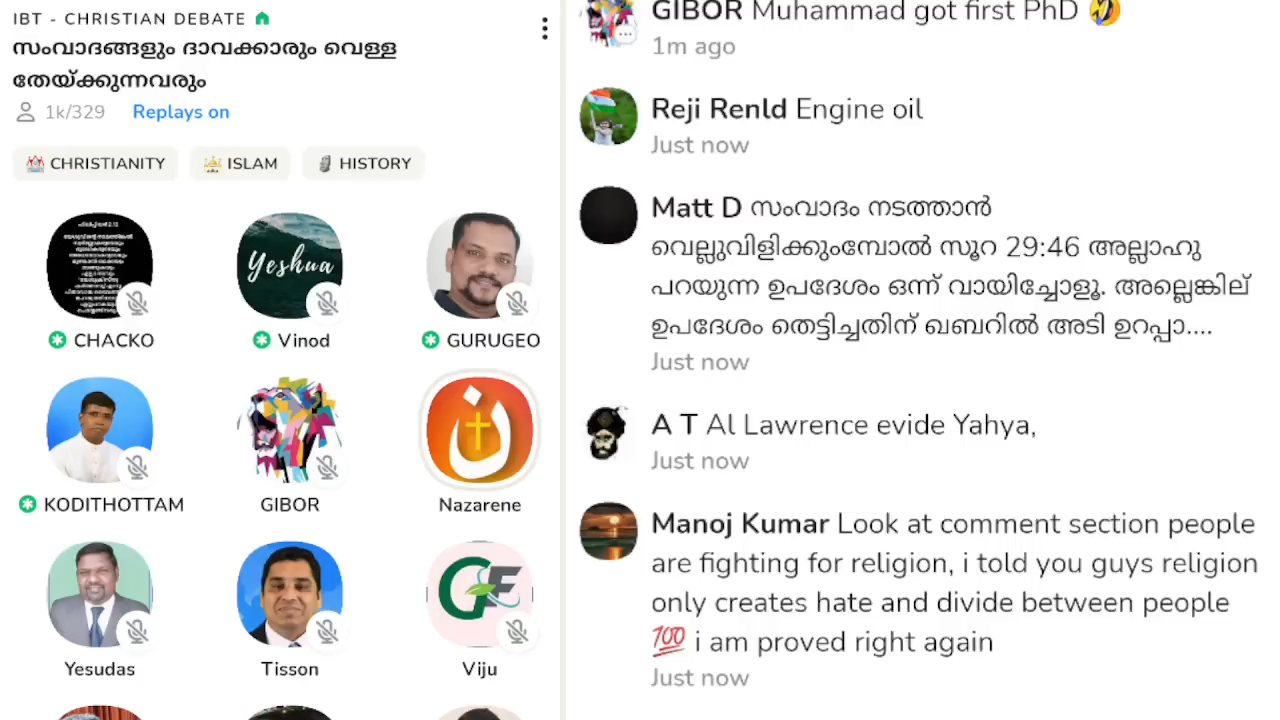 IBT - CHRISTIAN DEBATE
സംവാദങ്ങളും ദാവക്കാരും വെള്ള
തേയ്ക്കുന്നവരും
1k/329 Replays on
CHRISTIANITY ISLAM HISTORY
Yeshua
CHACKO Vinod GURUGEO
KODITHOTTAM GIBOR Nazarene
GF
Yesudas Tisson Viju
GIBOR Muhammad got first PhD 🤣
1m ago
Reji Renld Engine oil
Just now
Matt D സംവാദം നടത്താൻ
വെല്ലുവിളിക്കുംമ്പോൽ സൂറ 29:46 അല്ലാഹു
പറയുന്ന ഉപദേശം ഒന്ന് വായിച്ചോളൂ. അല്ലെങ്കില്
ഉപദേശം തെട്ടിച്ചതിന് ഖബറിൽ അടി ഉറപ്പാ....
Just now
A T Al Lawrence evide Yahya,
Just now
Manoj Kumar Look at comment section people
are fighting for religion, i told you guys religion
only creates hate and divide between people
💯 i am proved right again
Just now